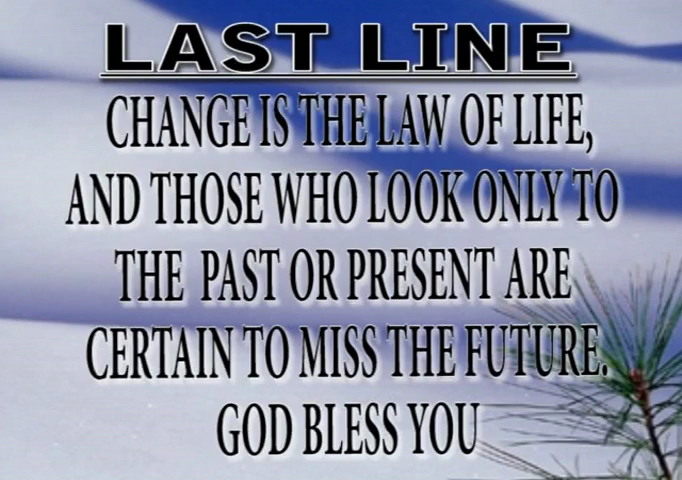 LAST LINE
CHANGE IS THE LAW OF LIFE,
AND THOSE WHO LOOK ONLY TO
THE PAST OR PRESENT ARE
CERTAIN TO MISS THE FUTURE.
GOD BLESS YOU